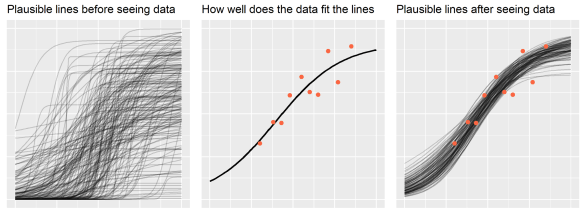 Plausible lines before seeing data
How well does the data fit the lines
Plausible lines after seeing data